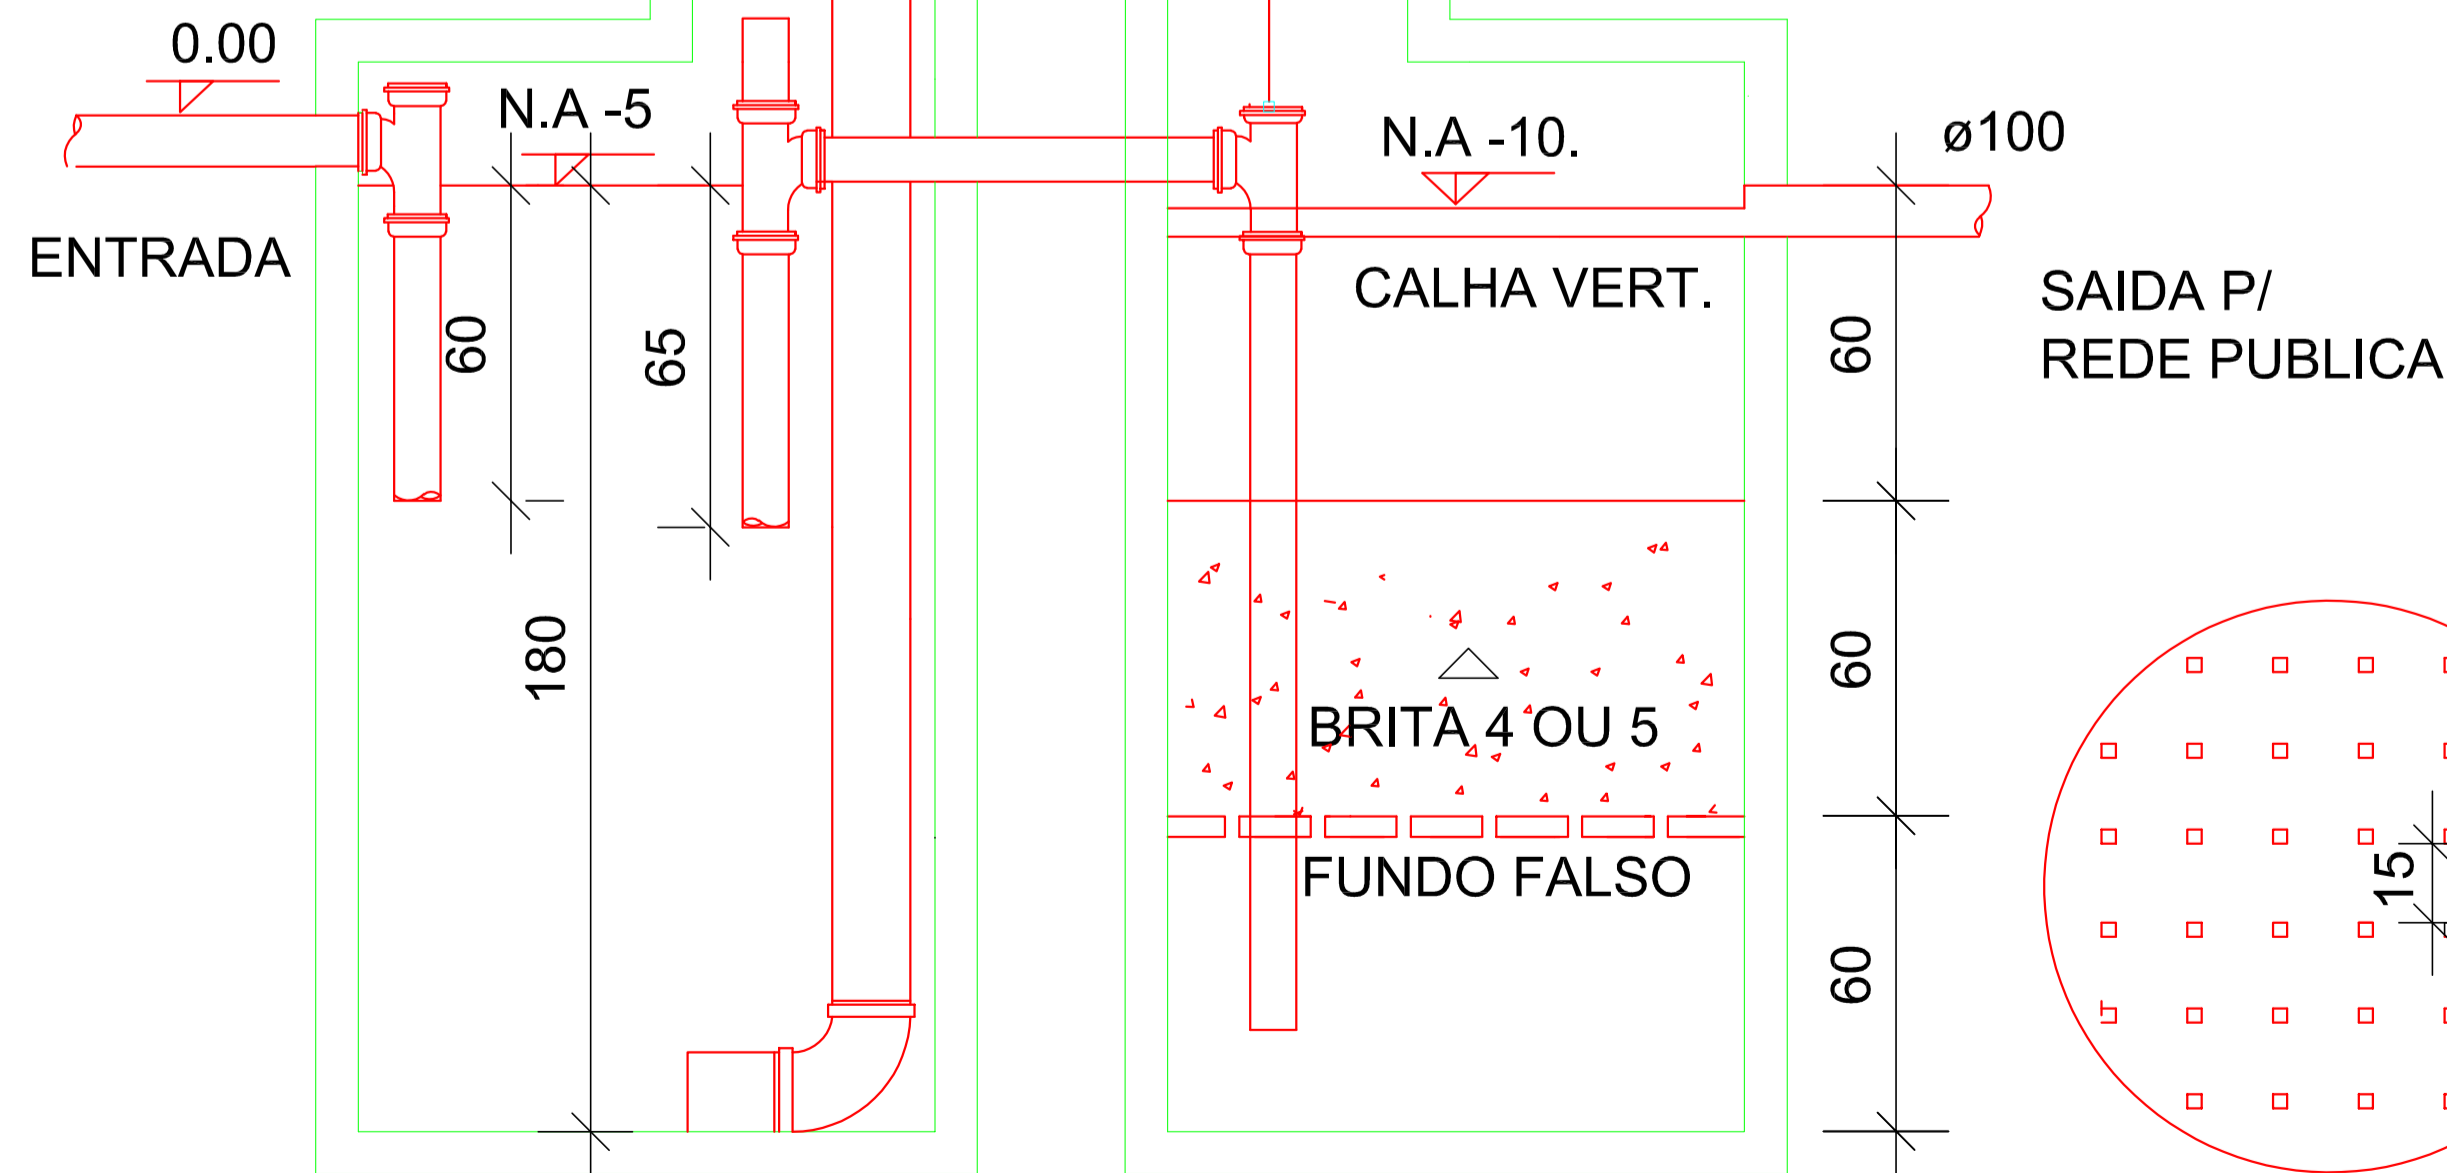 0.00
N.A -5
N.A -10.
ø100
ENTRADA
CALHA VERT.
SAIDA P/
REDE PUBLICA
60
65
60
180
60
BRITA 4 OU 5
FUNDO FALSO
15
60